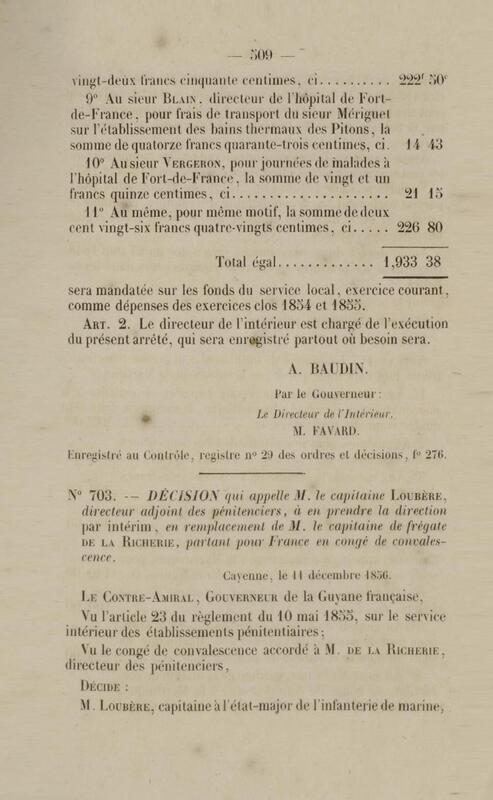 — 509 —
vingt-deux francs cinquante centimes, ci.......... 222ᶠ 50ᶜ
9° Au sieur BLAIN, directeur de l'hôpital de Fort-
de-France, pour frais de transport du sieur Mériguet
sur l'établissement des bains thermaux des Pitons, la
somme de quatorze francs quarante-trois centimes, ci. 14 43
10° Au sieur VERGERON, pour journées de malades à
l'hôpital de Fort-de-France, la somme de vingt et un
francs quinze centimes, ci...................... 21 15
11° Au même, pour même motif, la somme de deux
cent vingt-six francs quatre-vingts centimes, ci..... 226 80
Total égal............. 1,933 38
sera mandatée sur les fonds du service local, exercice courant,
comme dépenses des exercices clos 1854 et 1855.
ART. 2. Le directeur de l'intérieur est chargé de l'exécution
du présent arrêté, qui sera enregistré partout où besoin sera.
A. BAUDIN.
Par le Gouverneur:
Le Directeur de l'Intérieur,
M. FAVARD.
Enregistré au Contrôle, registre n° 29 des ordres et décisions, f° 276.
N° 703. — DÉCISION qui appelle M. le capitaine LOUBÈRE,
directeur adjoint des pénitenciers, à en prendre la direction
par intérim, en remplacement de M. le capitaine de frégate
DE LA RICHERIE, partant pour France en congé de convales-
cence.
Cayenne, le 11 décembre 1856.
LE CONTRE-AMIRAL, GOUVERNEUR de la Guyane française,
Vu l'article 23 du règlement du 10 mai 1855, sur le service
intérieur des établissements pénitentiaires;
Vu le congé de convalescence accordé à M. DE LA RICHERIE,
directeur des pénitenciers,
DÉCIDE :
M. LOUBÈRE, capitaine à l'état-major de l'infanterie de marine,